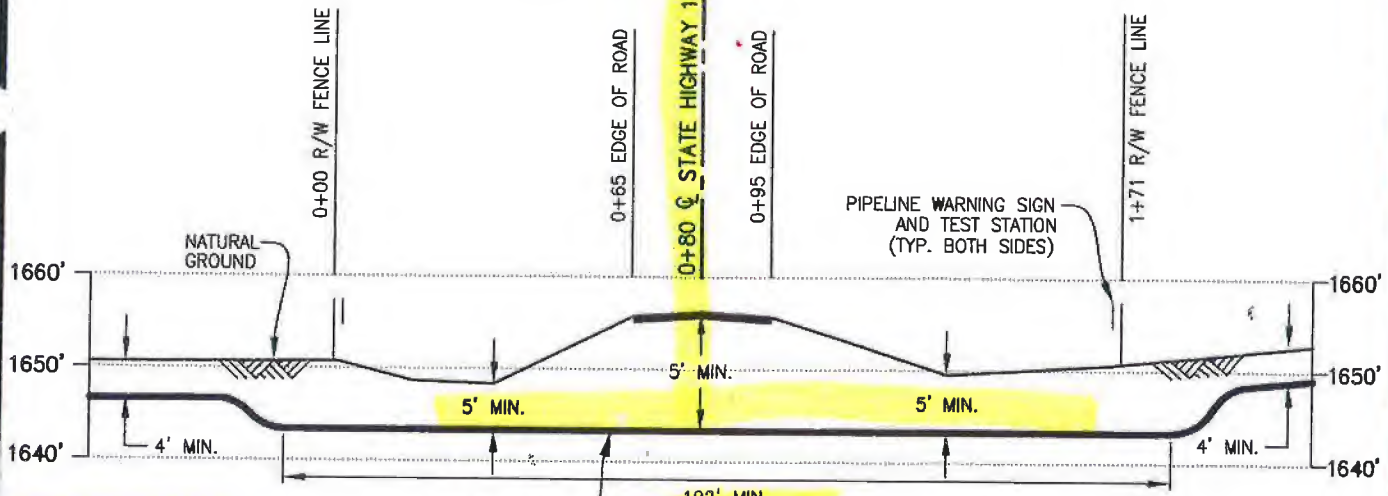 0+00 R/W FENCE LINE
0+65 EDGE OF ROAD
0+80 ℄ STATE HIGHWAY 1
0+95 EDGE OF ROAD
1+71 R/W FENCE LINE
NATURAL
GROUND
PIPELINE WARNING SIGN
AND TEST STATION
(TYP. BOTH SIDES)
1660'
1660'
1650'
1650'
5' MIN.
5' MIN.
5' MIN.
4' MIN.
4' MIN.
1640'
1640'
MIN.